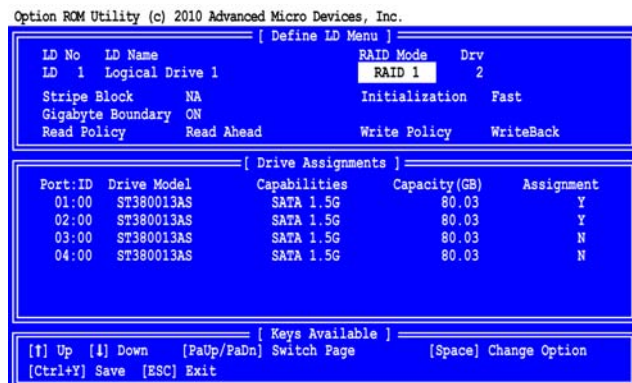 Option ROM Utility (c) 2010 Advanced Micro Devices, Inc.
[ Define LD Menu ]
LD No LD Name RAID Mode Drv
LD 1 Logical Drive 1 RAID 1 2
Stripe Block NA Initialization Fast
Gigabyte Boundary ON
Read Policy Read Ahead Write Policy WriteBack
[ Drive Assignments ]
Port:ID Drive Model Capabilities Capacity(GB) Assignment
01:00 ST380013AS SATA 1.5G 80.03 Y
02:00 ST380013AS SATA 1.5G 80.03 Y
03:00 ST380013AS SATA 1.5G 80.03 N
04:00 ST380013AS SATA 1.5G 80.03 N
[ Keys Available ]
[↑] Up [↓] Down [PaUp/PaDn] Switch Page [Space] Change Option
[Ctrl+Y] Save [ESC] Exit